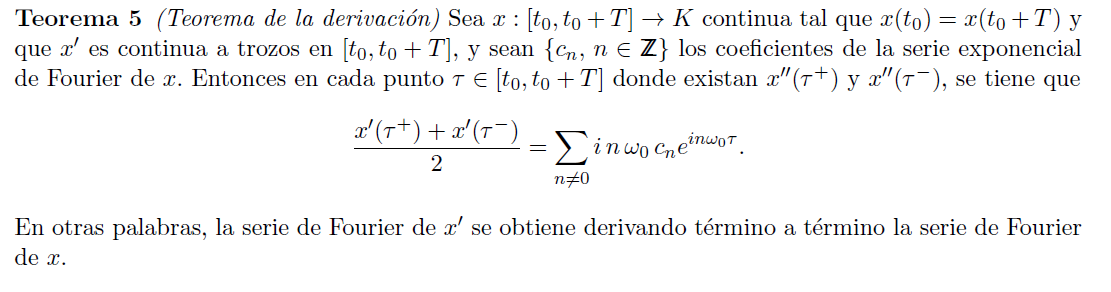 Teorema 5 (Teorema de la derivación) Sea x : [t₀, t₀ + T] → K continua tal que x(t₀) = x(t₀ + T) y
que x′ es continua a trozos en [t₀, t₀ + T], y sean {cₙ, n ∈ ℤ} los coeficientes de la serie exponencial
de Fourier de x. Entonces en cada punto τ ∈ [t₀, t₀ + T] donde existan x′′(τ⁺) y x′′(τ⁻), se tiene que
(x′(τ⁺) + x′(τ⁻))/2 = ∑_{n≠0} i n ω₀ cₙ e^{inω₀τ}.
En otras palabras, la serie de Fourier de x′ se obtiene derivando término a término la serie de Fourier
de x.